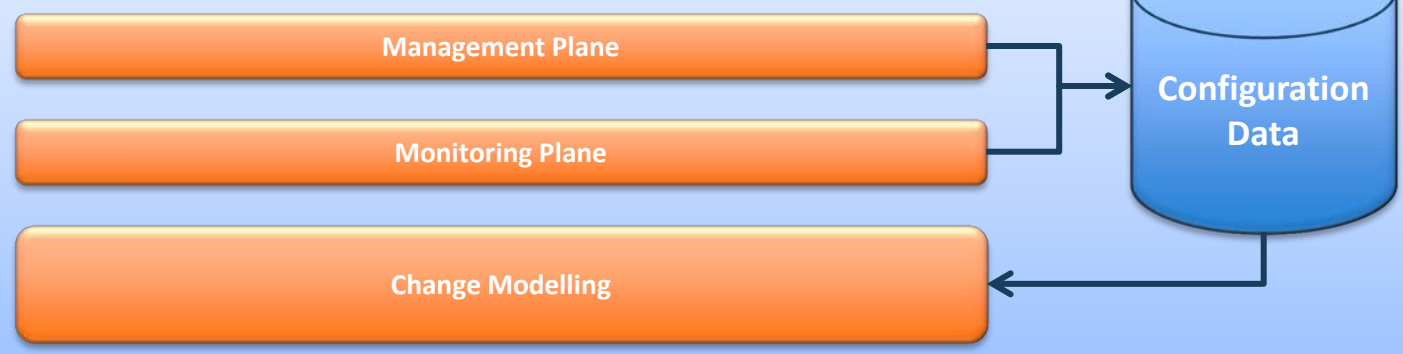 Management Plane
Configuration
Data
Monitoring Plane
Change Modelling